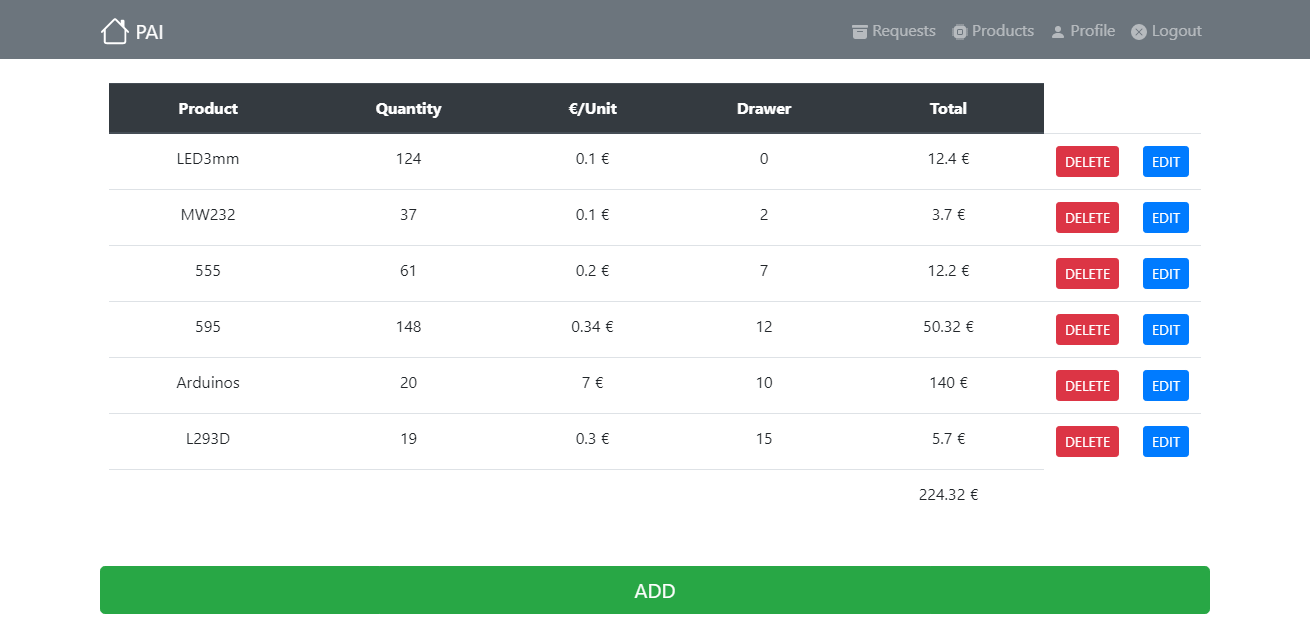 PAI Requests Products Profile Logout
Product Quantity €/Unit Drawer Total
LED3mm 124 0.1 € 0 12.4 € DELETE EDIT
MW232 37 0.1 € 2 3.7 € DELETE EDIT
555 61 0.2 € 7 12.2 € DELETE EDIT
595 148 0.34 € 12 50.32 € DELETE EDIT
Arduinos 20 7 € 10 140 € DELETE EDIT
L293D 19 0.3 € 15 5.7 € DELETE EDIT
224.32 €
ADD